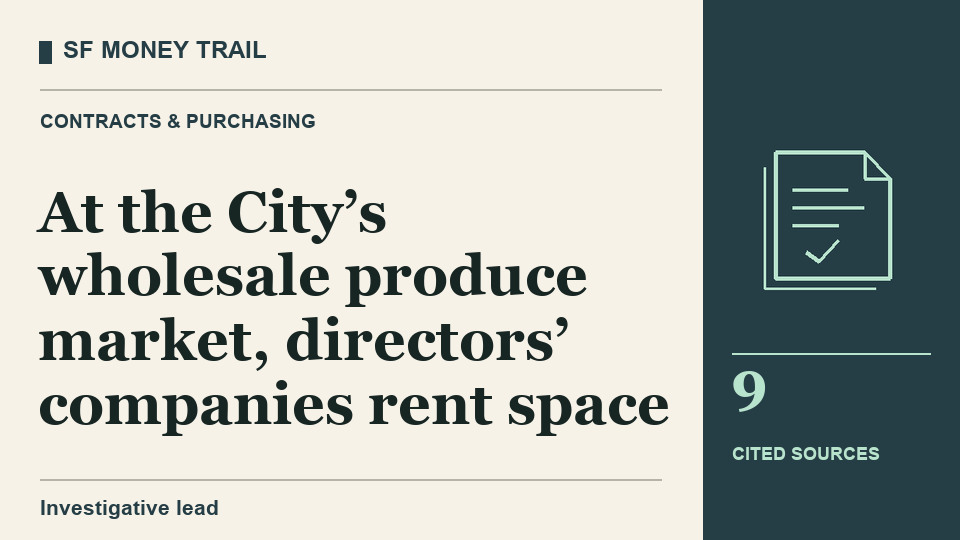 SF MONEY TRAIL
CONTRACTS & PURCHASING
At the City’s
wholesale produce
market, directors’
companies rent space
Investigative lead
9
CITED SOURCES